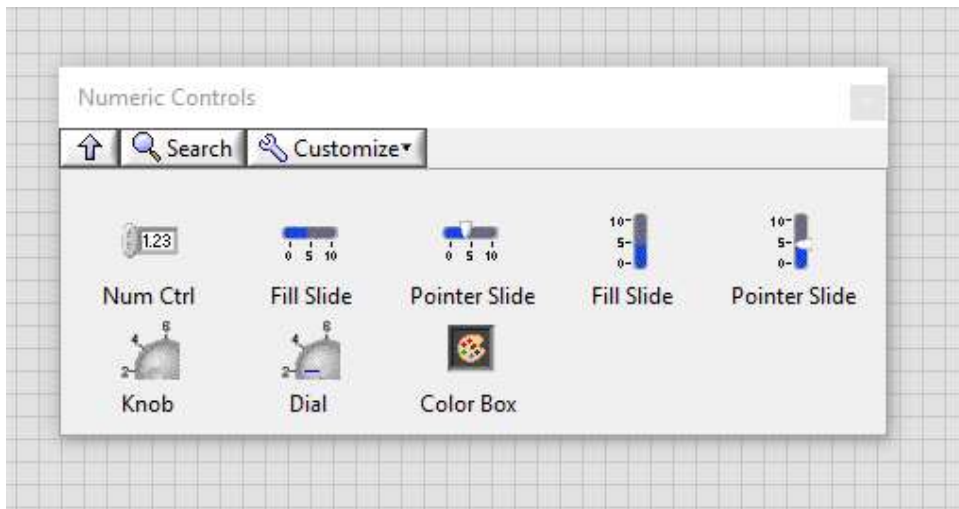 Numeric Controls
Search Customize
1.23
0 5 10
0 5 10
10
5
0
10
5
0
Num Ctrl Fill Slide Pointer Slide Fill Slide Pointer Slide
2 4 6
2 4 6
Knob Dial Color Box